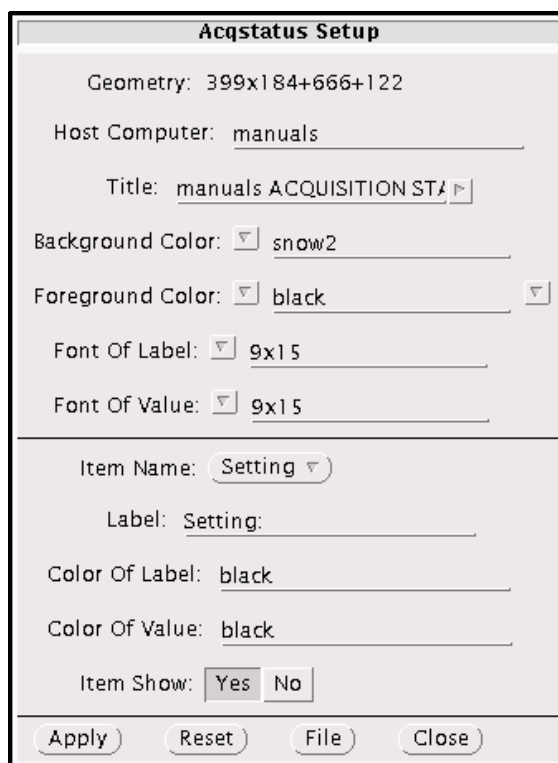 Acqstatus Setup
Geometry: 399x184+666+122
Host Computer: manuals
Title: manuals ACQUISITION
Background Color: snow2
Foreground Color: black
Font Of Label: 9x15
Font Of Value: 9x15
Item Name: Setting
Label: Setting:
Color Of Label: black
Color Of Value: black
Item Show: Yes No
Apply Reset File Close